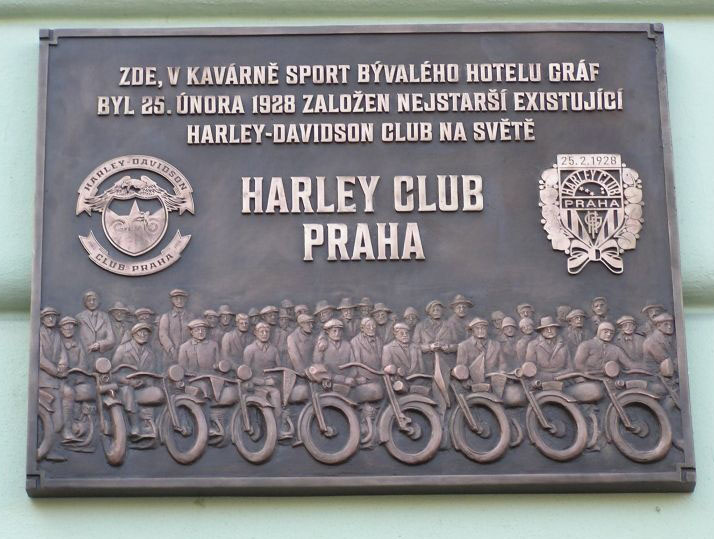 ZDE, V KAVÁRNĚ SPORT BÝVALÉHO HOTELU GRÁF
BYL 25. ÚNORA 1928 ZALOŽEN NEJSTARŠÍ EXISTUJÍCÍ
HARLEY-DAVIDSON CLUB NA SVĚTĚ
HARLEY-DAVIDSON
CLUB PRAHA
HARLEY CLUB
PRAHA
25.2.1928
HARLEY CLUB
PRAHA